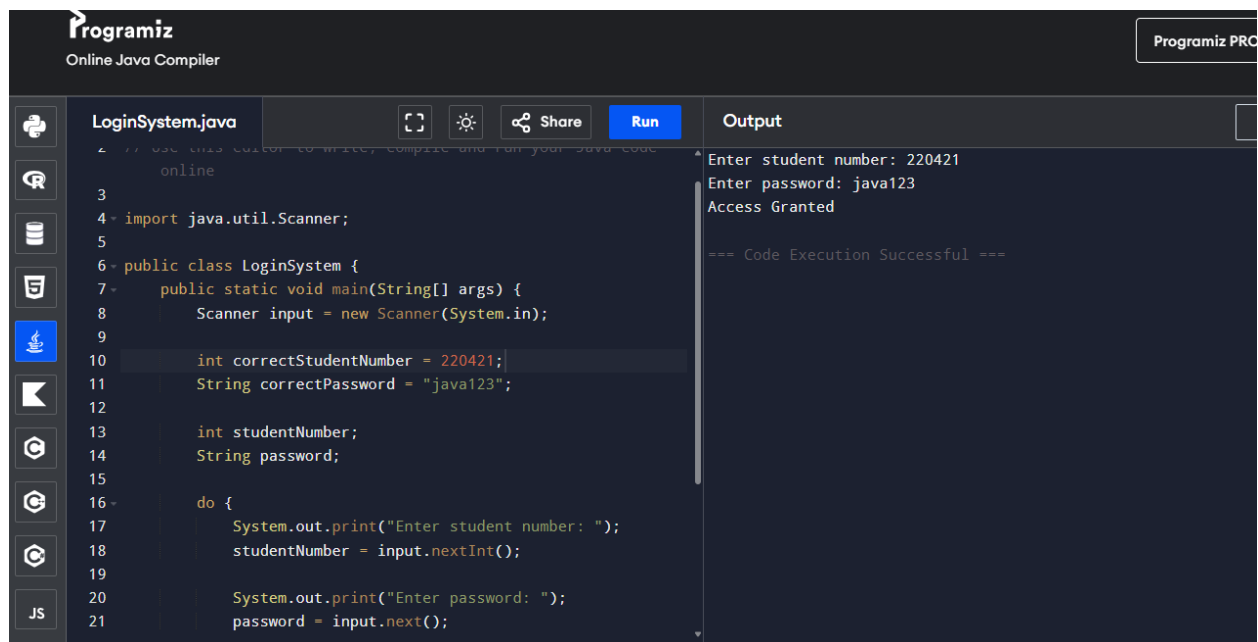 Programiz
Online Java Compiler
Programiz PRO
LoginSystem.java
Share
Run
Output
2 // Use this editor to write, compile and run your Java code
online
3
4 import java.util.Scanner;
5
6 public class LoginSystem {
7 public static void main(String[] args) {
8 Scanner input = new Scanner(System.in);
9
10 int correctStudentNumber = 220421;
11 String correctPassword = "java123";
12
13 int studentNumber;
14 String password;
15
16 do {
17 System.out.print("Enter student number: ");
18 studentNumber = input.nextInt();
19
20 System.out.print("Enter password: ");
21 password = input.next();
JS
Enter student number: 220421
Enter password: java123
Access Granted
=== Code Execution Successful ===